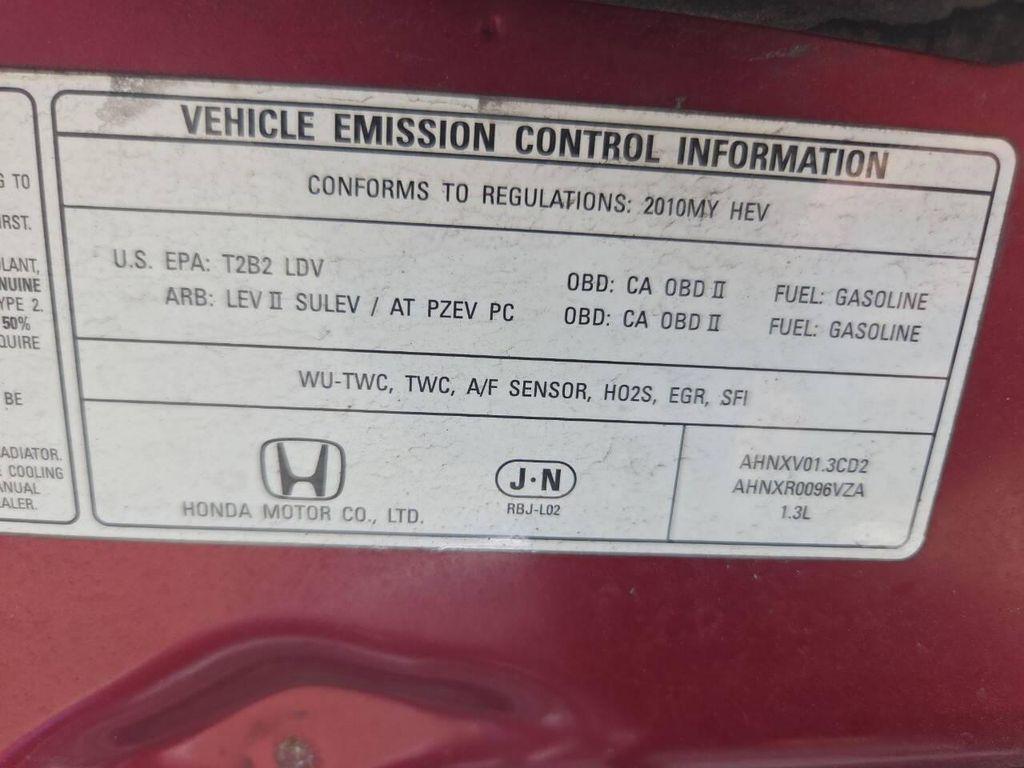 G TO
IRST.
LANT,
NUINE
YPE 2.
50%
QUIRE
BE
ADIATOR.
E COOLING
ANUAL
ALER.
VEHICLE EMISSION CONTROL INFORMATION
CONFORMS TO REGULATIONS: 2010MY HEV
U.S. EPA: T2B2 LDV OBD: CA OBD II FUEL: GASOLINE
ARB: LEV II SULEV / AT PZEV PC OBD: CA OBD II FUEL: GASOLINE
WU-TWC, TWC, A/F SENSOR, HO2S, EGR, SFI
HONDA MOTOR CO., LTD.
J·N
RBJ-L02
AHNXV01.3CD2
AHNXR0096VZA
1.3L